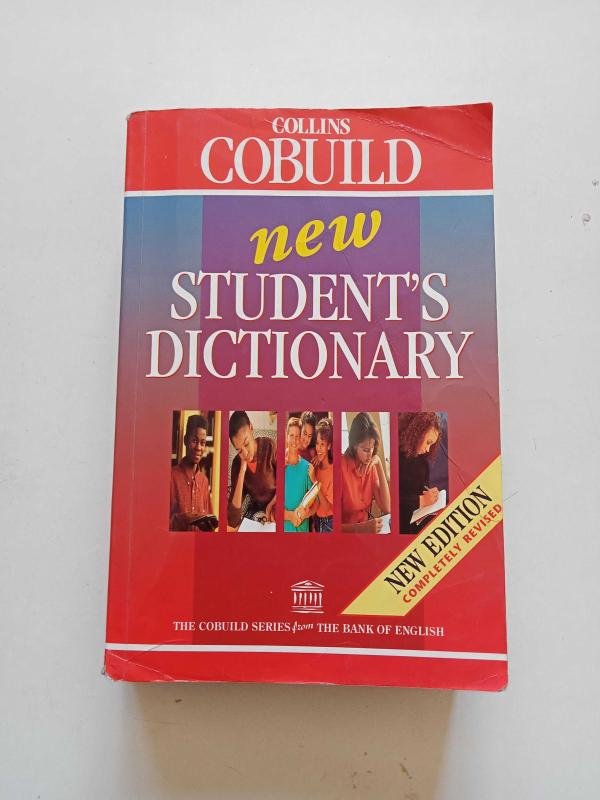 COLLINS
COBUILD
new
STUDENT'S
DICTIONARY
NEW EDITION
COMPLETELY REVISED
THE COBUILD SERIES from THE BANK OF ENGLISH